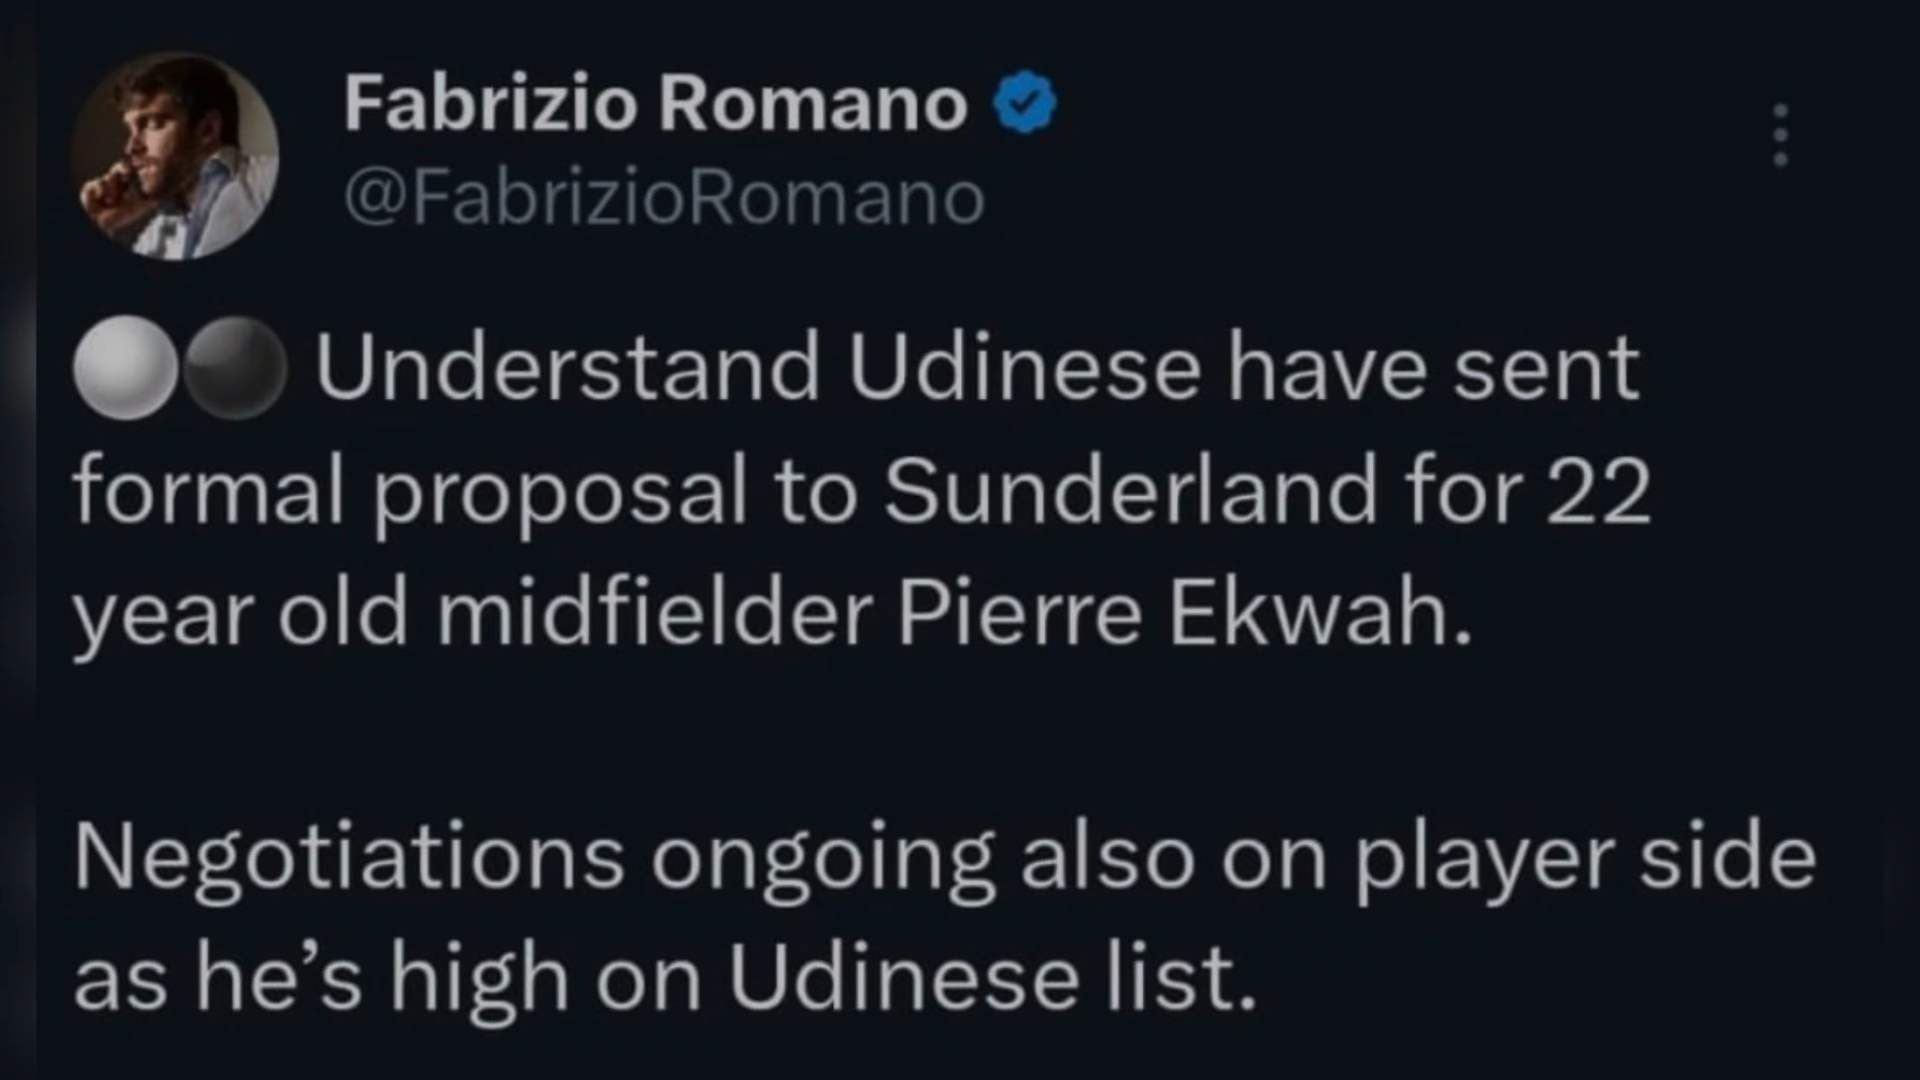 Fabrizio Romano
@FabrizioRomano
⚪⚫ Understand Udinese have sent
formal proposal to Sunderland for 22
year old midfielder Pierre Ekwah.
Negotiations ongoing also on player side
as he’s high on Udinese list.